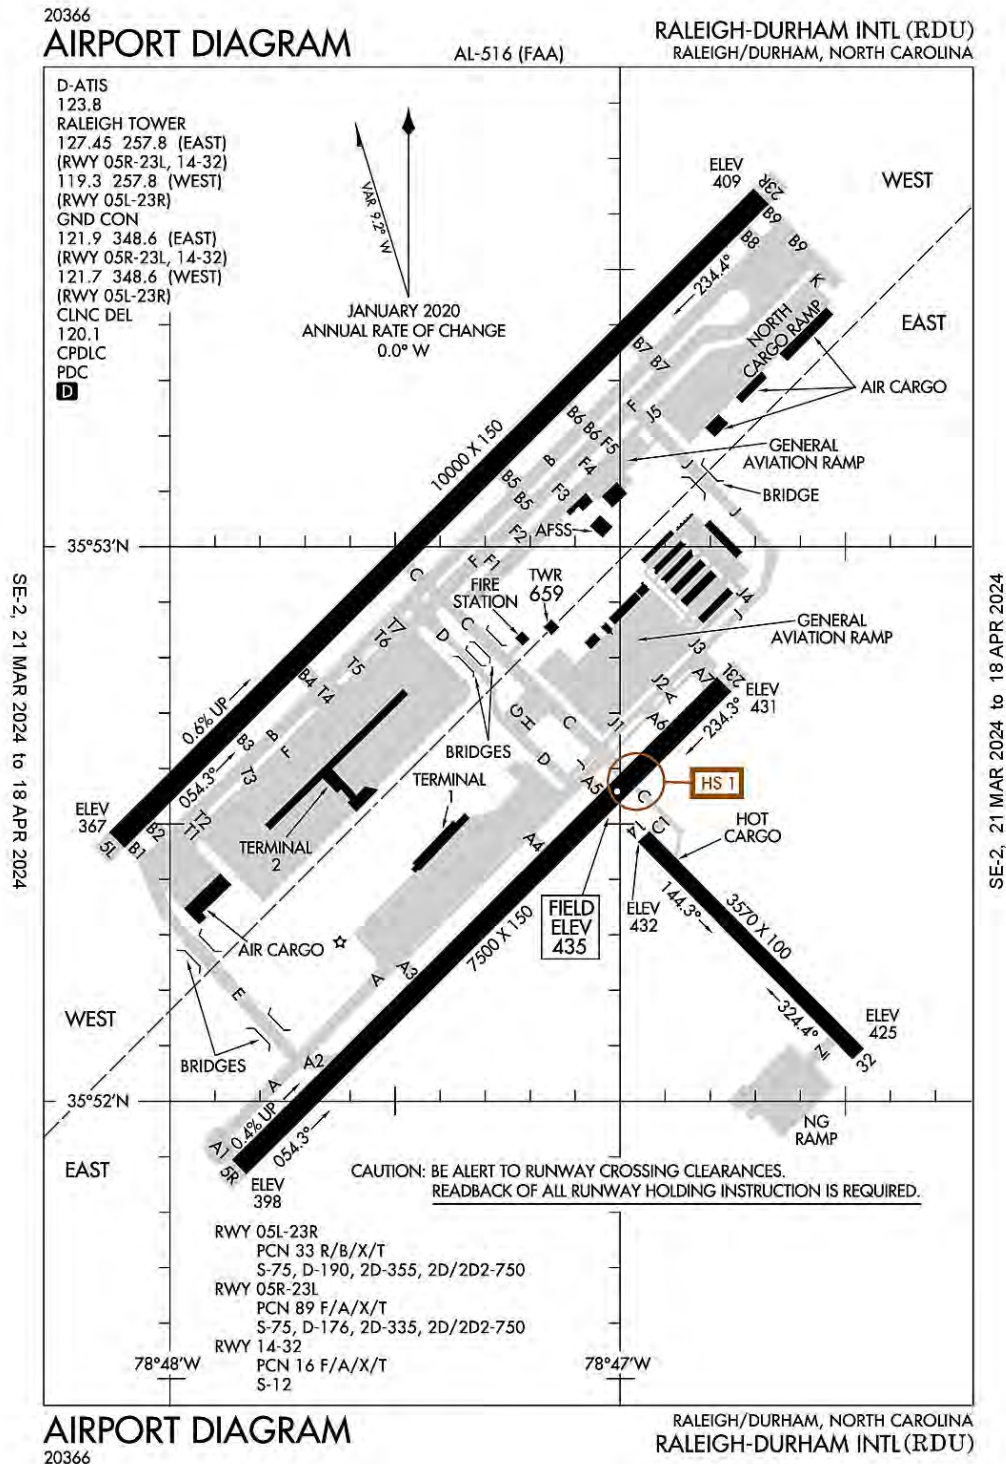 20366
AIRPORT DIAGRAM
AL-516 (FAA)
RALEIGH-DURHAM INTL (RDU)
RALEIGH/DURHAM, NORTH CAROLINA
D-ATIS
123.8
RALEIGH TOWER
127.45 257.8 (EAST)
(RWY 05R-23L, 14-32)
119.3 257.8 (WEST)
(RWY 05L-23R)
GND CON
121.9 348.6 (EAST)
(RWY 05R-23L, 14-32)
121.7 348.6 (WEST)
(RWY 05L-23R)
CLNC DEL
120.1
CPDLC
PDC
D
VAR 9.2° W
JANUARY 2020
ANNUAL RATE OF CHANGE
0.0° W
ELEV
409
23R
WEST
B9
B8
B9
234.4°
K
EAST
NORTH
CARGO RAMP
B7
B7
AIR CARGO
F
J5
B6
B6
F5
10000 X 150
GENERAL
AVIATION RAMP
B
F4
J
B5
B5
F3
BRIDGE
J
AFSS
F2
35°53'N
F
F1
C
FIRE
STATION
TWR
659
J4
J
C
T7
D
T6
GENERAL
AVIATION RAMP
J3
T5
B4
T4
A7
23L
J2
A
ELEV
431
G
H
C
J1
A6
234.3°
0.6% UP
B
B3
F
BRIDGES
D
054.3°
T3
TERMINAL
1
J
A5
HS 1
C
ELEV
367
T2
T1
B2
B1
5L
HOT
CARGO
C1
14
TERMINAL
2
A4
144.3°
3570 X 100
FIELD
ELEV
435
ELEV
432
7500 X 150
AIR CARGO
A3
A
E
324.4°
ELEV
425
WEST
BRIDGES
A2
32
A
35°52'N
0.4% UP
054.3°
NG
RAMP
A1
5R
EAST
ELEV
398
CAUTION: BE ALERT TO RUNWAY CROSSING CLEARANCES.
READBACK OF ALL RUNWAY HOLDING INSTRUCTION IS REQUIRED.
RWY 05L-23R
PCN 33 R/B/X/T
S-75, D-190, 2D-355, 2D/2D2-750
RWY 05R-23L
PCN 89 F/A/X/T
S-75, D-176, 2D-335, 2D/2D2-750
RWY 14-32
PCN 16 F/A/X/T
S-12
78°48'W
78°47'W
SE-2, 21 MAR 2024 to 18 APR 2024
SE-2, 21 MAR 2024 to 18 APR 2024
AIRPORT DIAGRAM
20366
RALEIGH/DURHAM, NORTH CAROLINA
RALEIGH-DURHAM INTL (RDU)